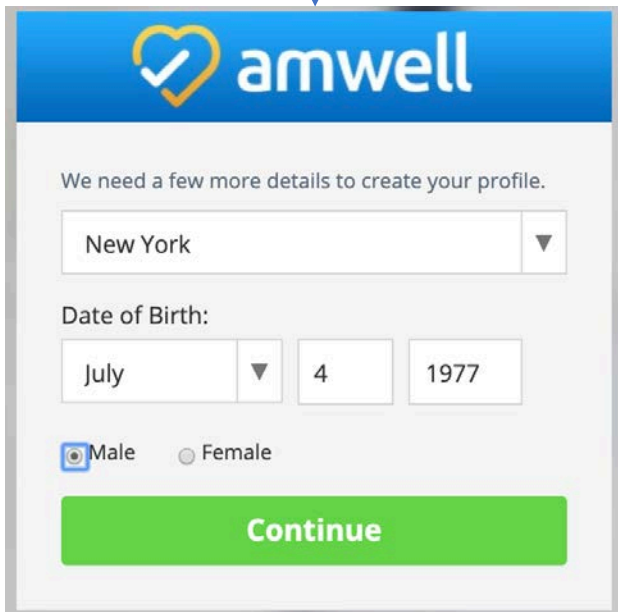 amwell
We need a few more details to create your profile.
New York
Date of Birth:
July 4 1977
Male Female
Continue